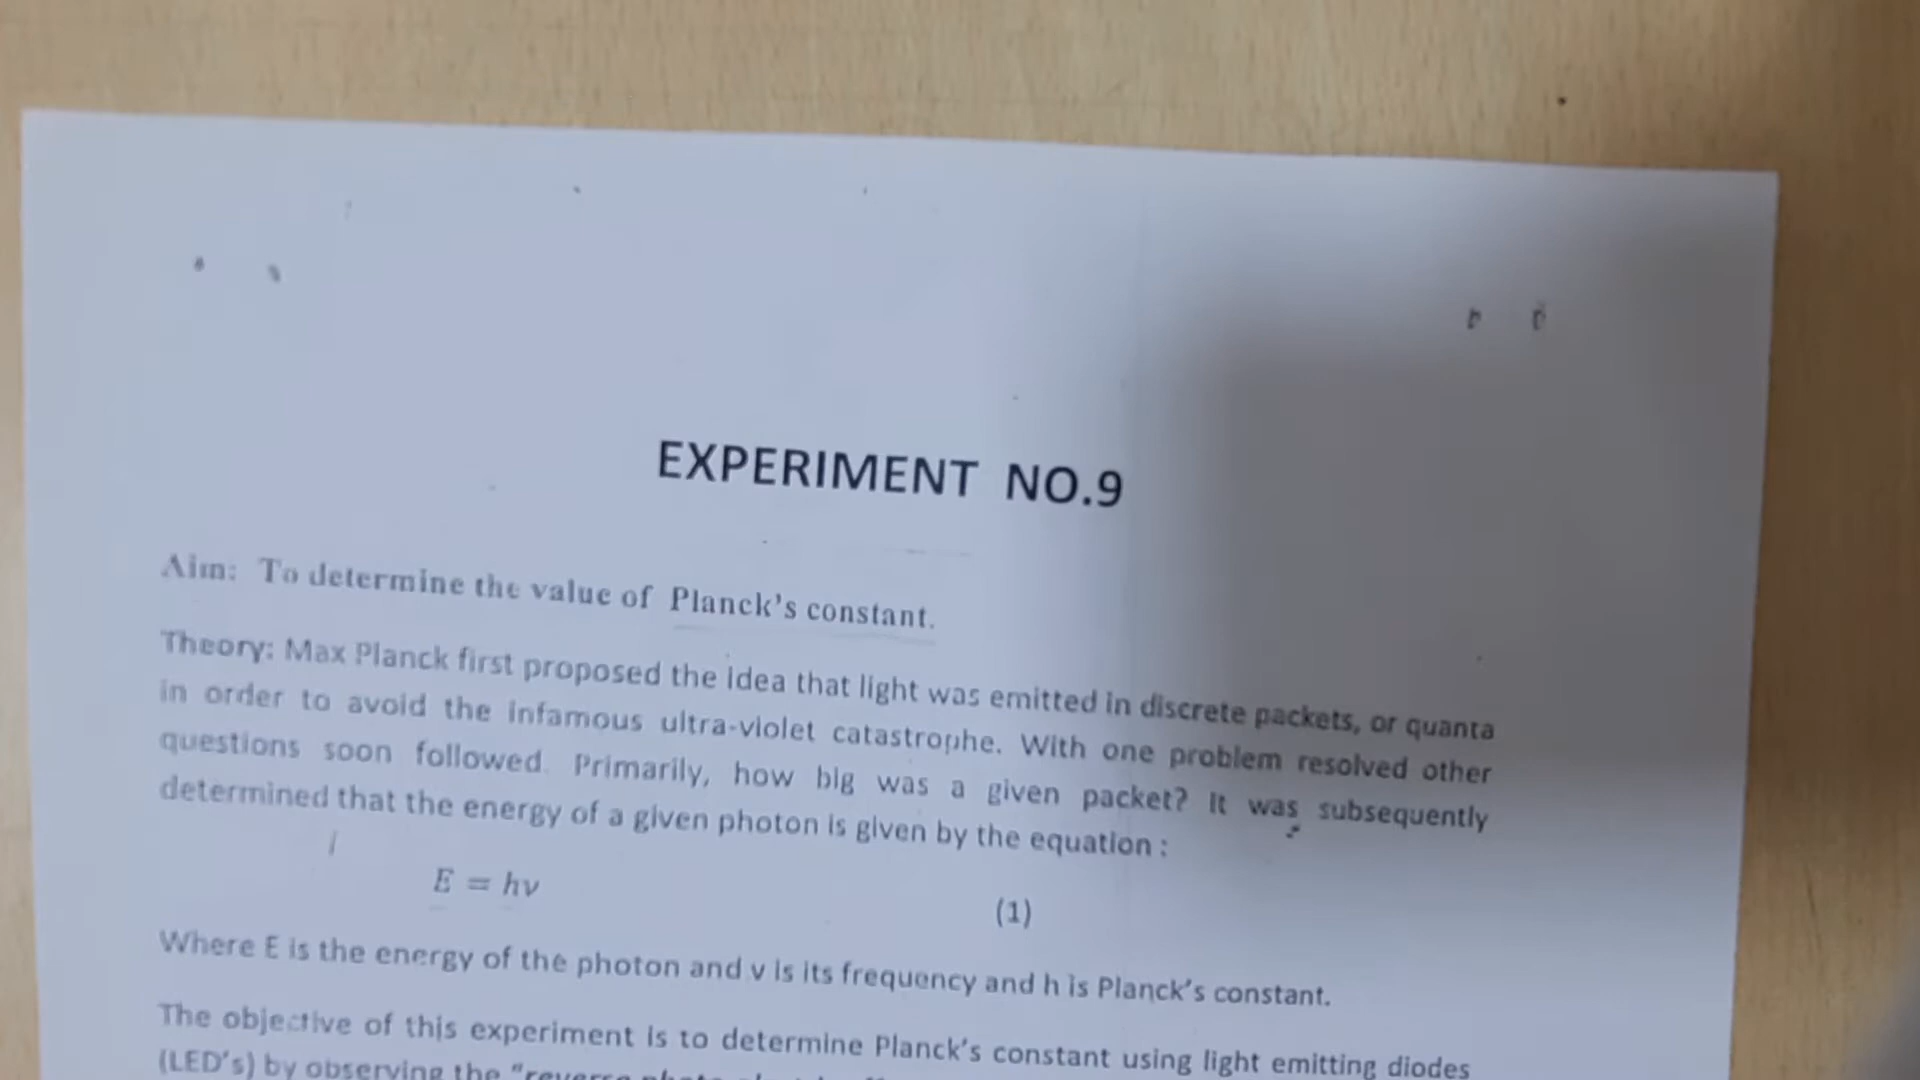 EXPERIMENT NO.9
Aim: To determine the value of Planck's constant.
Theory: Max Planck first proposed the idea that light was emitted in discrete packets, or quanta
in order to avoid the infamous ultra-violet catastrophe. With one problem resolved other
questions soon followed. Primarily, how big was a given packet? It was subsequently
determined that the energy of a given photon is given by the equation :
E = hν
(1)
Where E is the energy of the photon and v is its frequency and h is Planck's constant.
The objective of this experiment is to determine Planck's constant using light emitting diodes
(LED's) by observing the "reverse